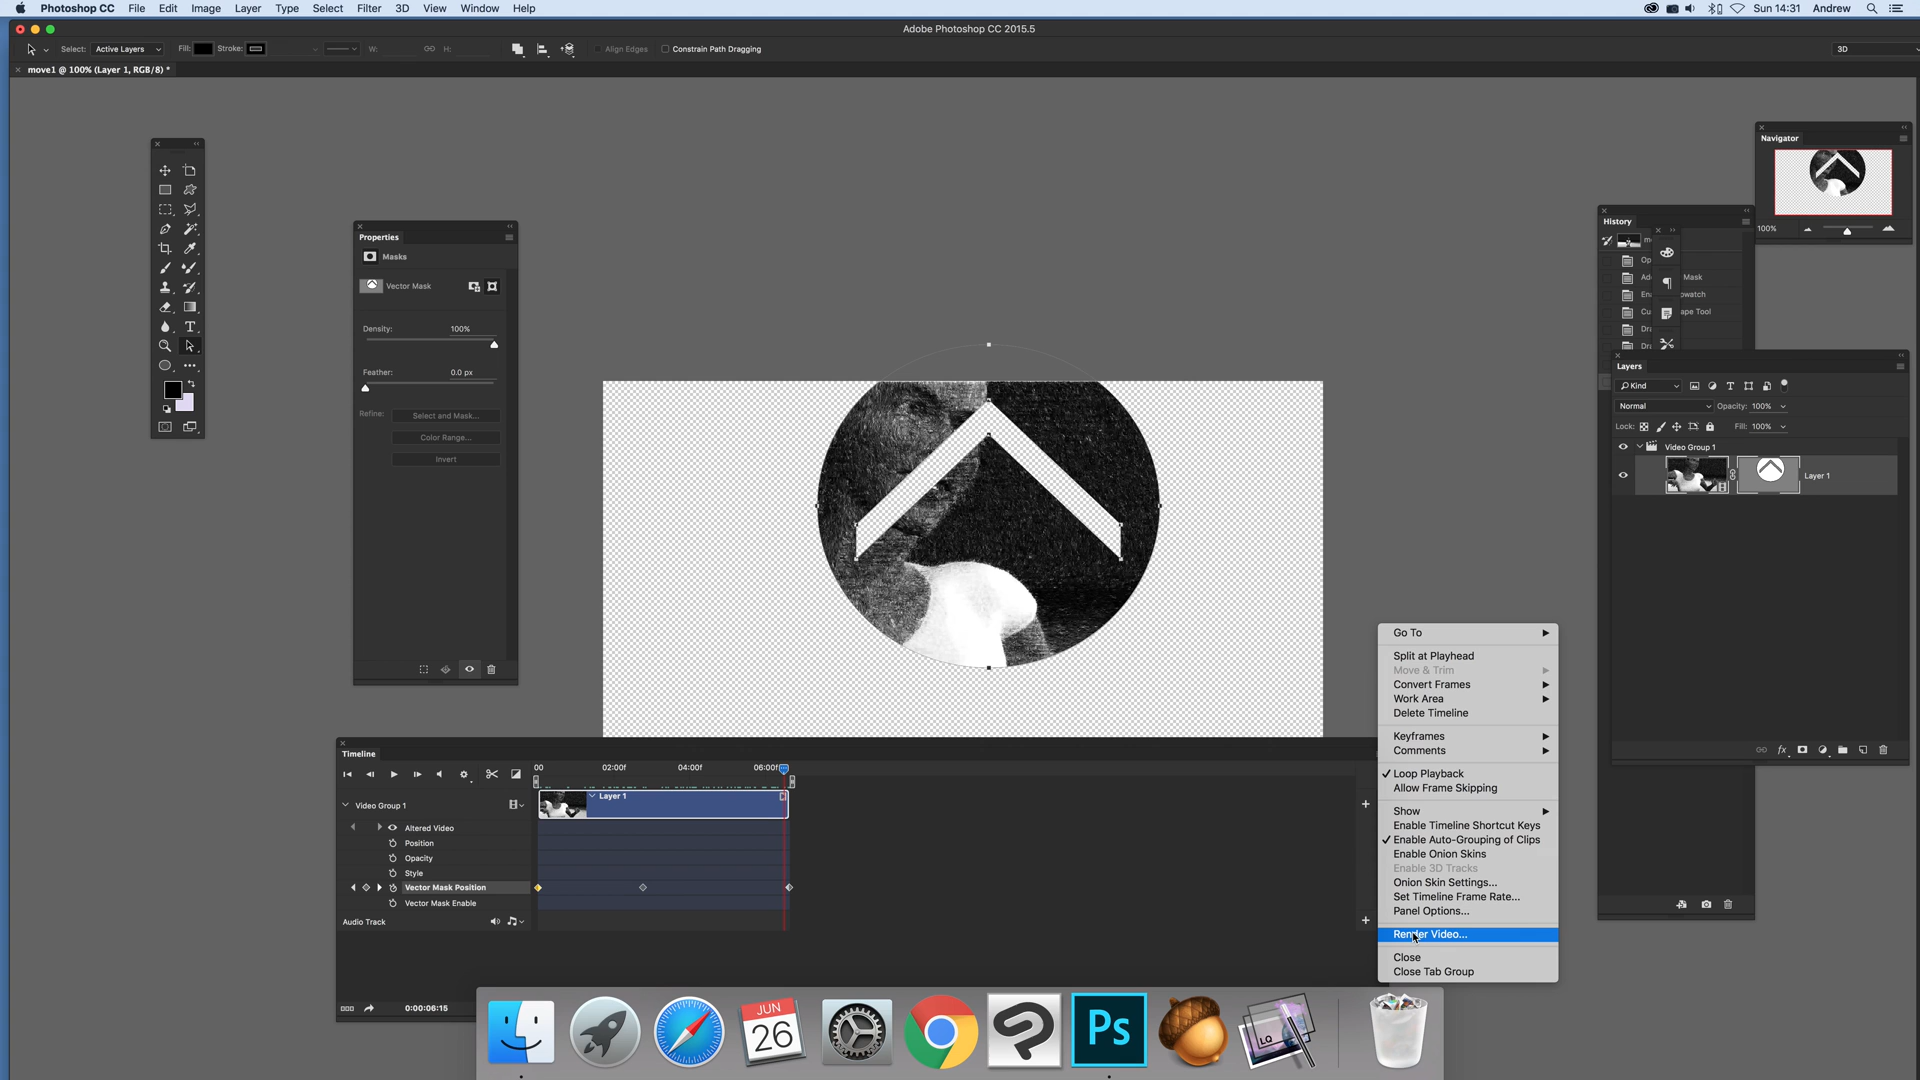 Photoshop CC File Edit Image Layer Type Select Filter 3D View Window Help Sun 14:31 Andrew
Adobe Photoshop CC 2015.5
Select: Active Layers Fill: Stroke: W: H: Align Edges Constrain Path Dragging 3D
move1 @ 100% (Layer 1, RGB/8) *
Navigator
100%
Properties
Masks
Vector Mask
Density: 100%
Feather: 0.0 px
Refine: Select and Mask...
Color Range...
Invert
History
Mask
Layers
Kind
Normal Opacity: 100%
Lock: Fill: 100%
Video Group 1
Layer 1
Go To
Split at Playhead
Move & Trim
Convert Frames
Work Area
Delete Timeline
Keyframes
Comments
Loop Playback
Allow Frame Skipping
Show
Enable Timeline Shortcut Keys
Enable Auto-Grouping of Clips
Enable Onion Skins
Enable 3D Tracks
Onion Skin Settings...
Set Timeline Frame Rate...
Panel Options...
Render Video...
Close
Close Tab Group
Timeline
00 02:00f 04:00f 06:00f
Video Group 1
Layer 1
Altered Video
Position
Opacity
Style
Vector Mask Position
Vector Mask Enable
Audio Track
0:00:06:15
JUN
26
Ps
LQ